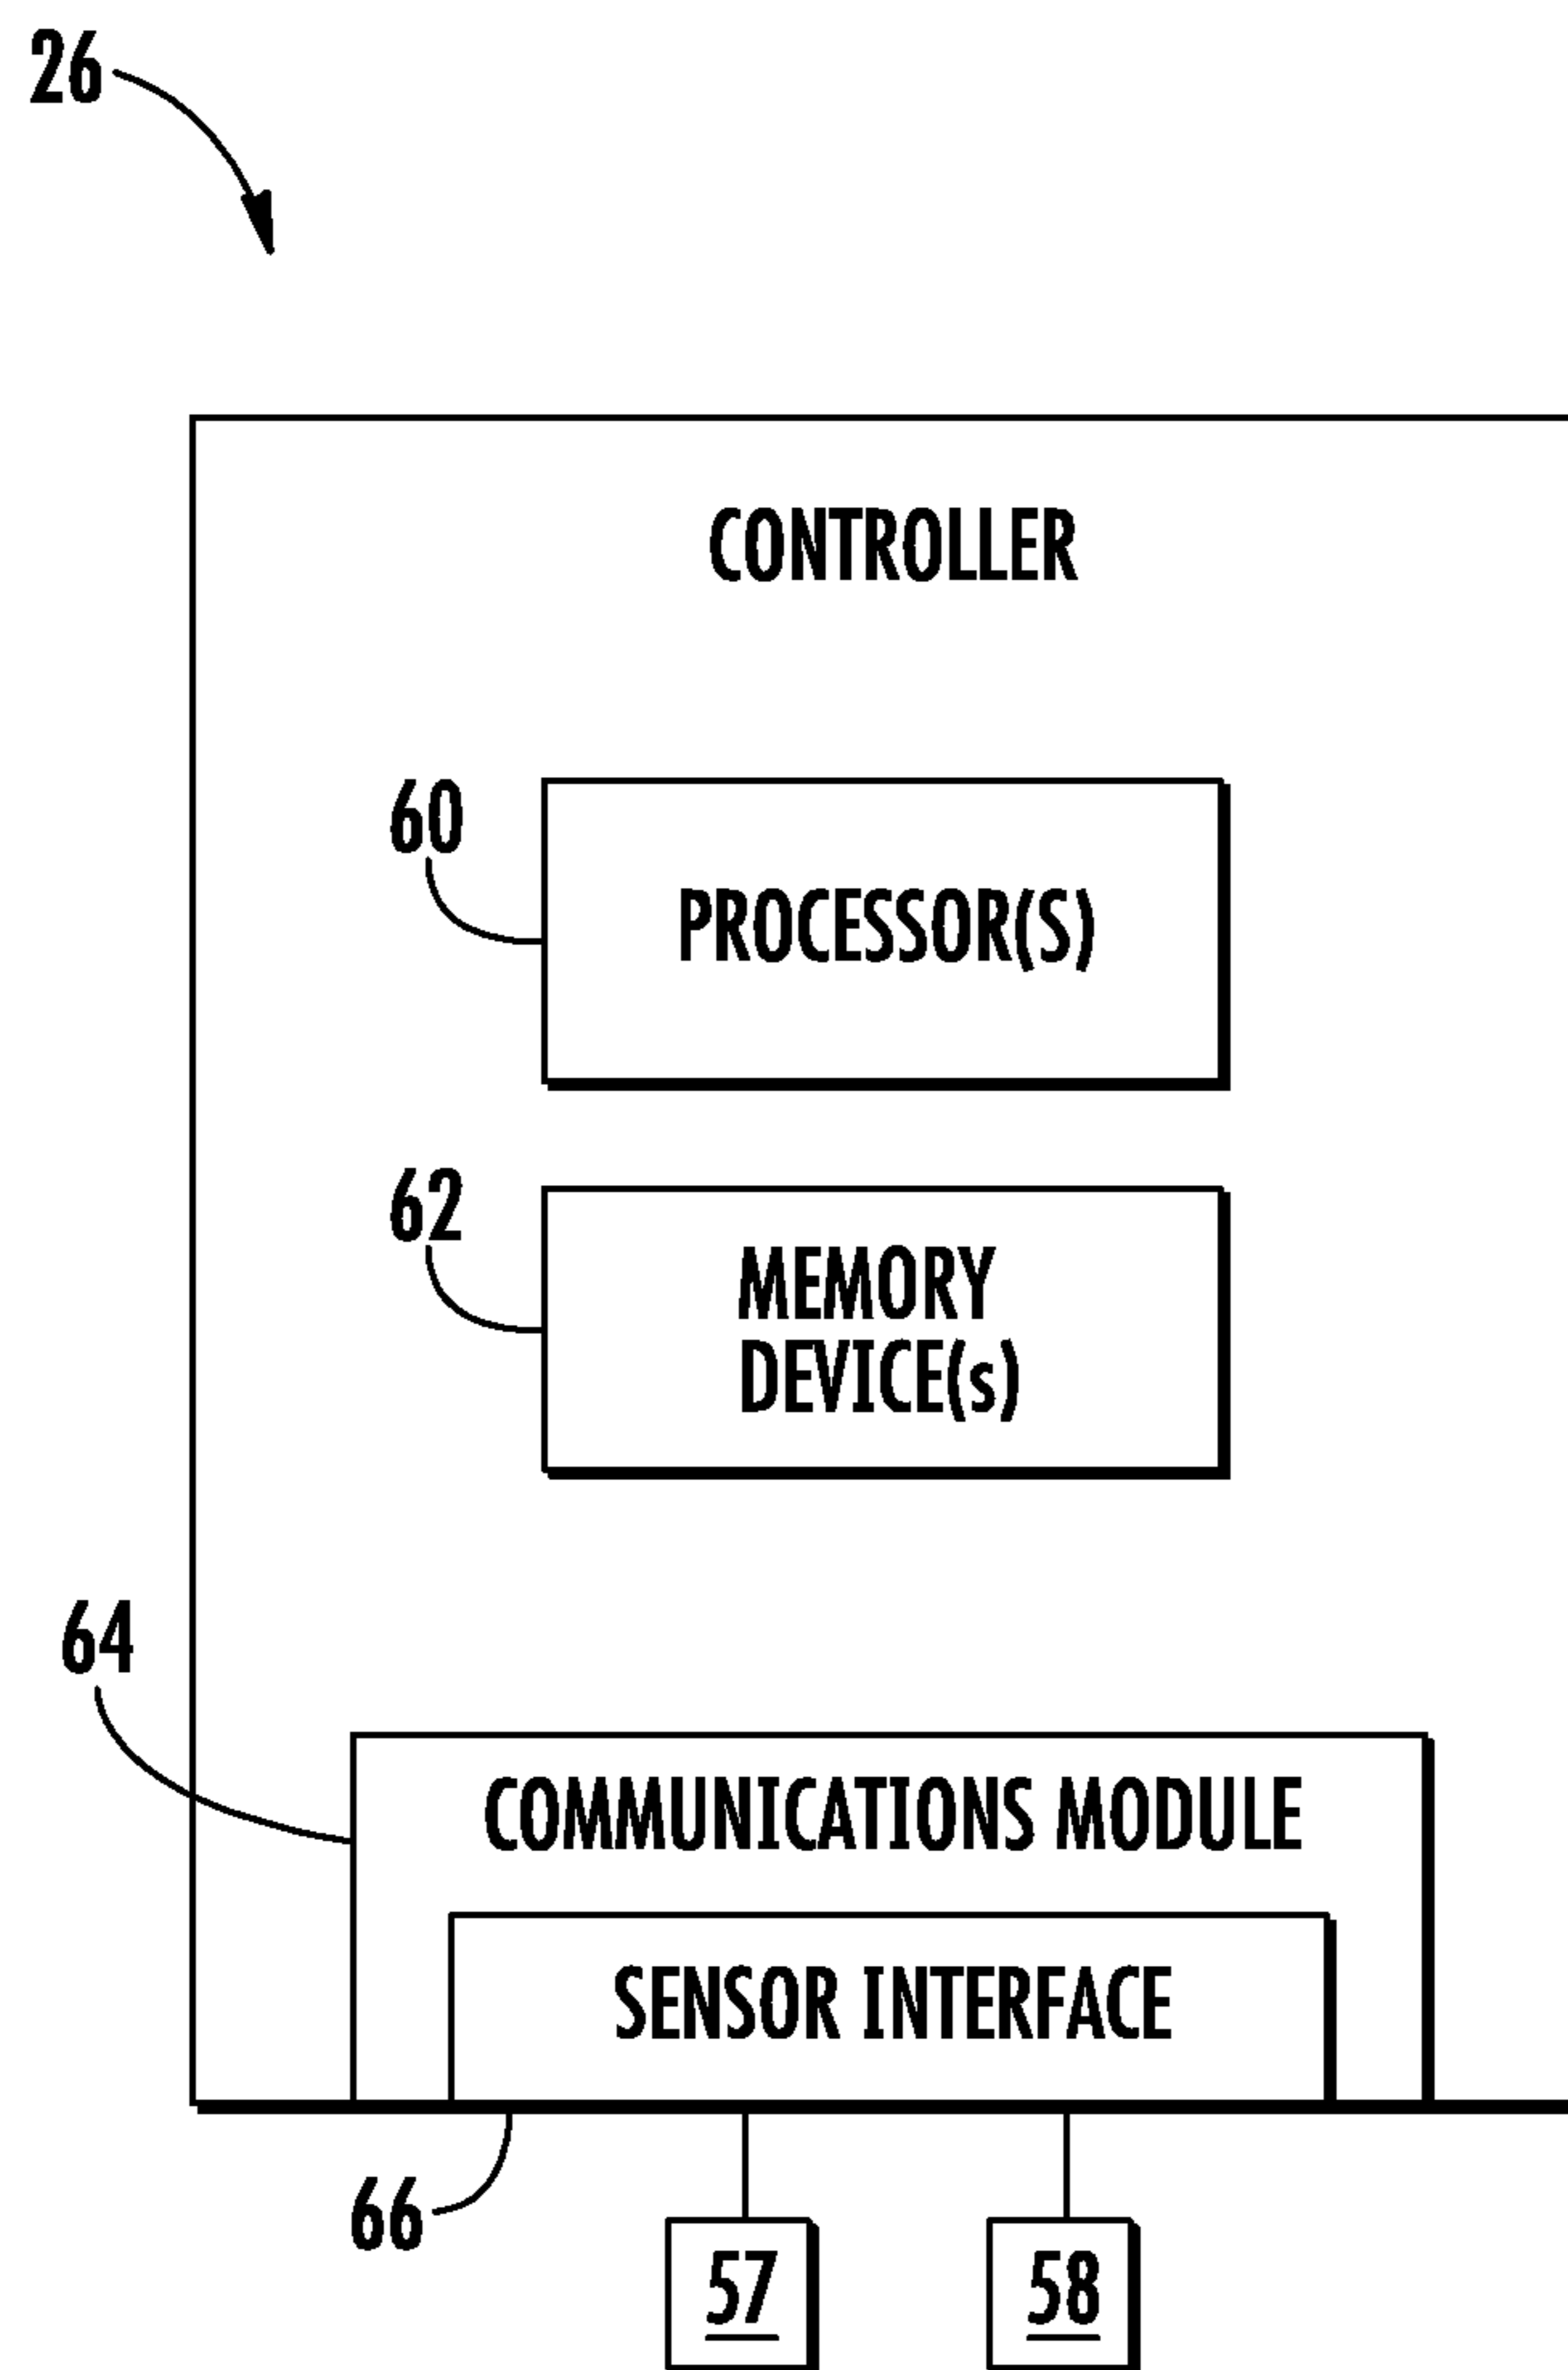 26
CONTROLLER
60
PROCESSOR(S)
62
MEMORY
DEVICE(s)
64
COMMUNICATIONS MODULE
SENSOR INTERFACE
66
57
58